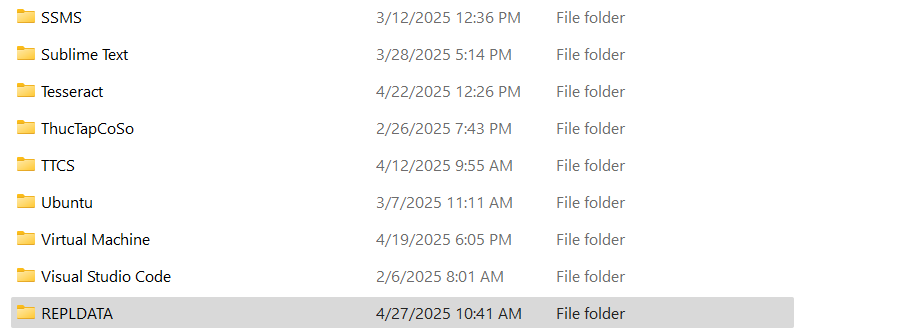 SSMS 3/12/2025 12:36 PM File folder
Sublime Text 3/28/2025 5:14 PM File folder
Tesseract 4/22/2025 12:26 PM File folder
ThucTapCoSo 2/26/2025 7:43 PM File folder
TTCS 4/12/2025 9:55 AM File folder
Ubuntu 3/7/2025 11:11 AM File folder
Virtual Machine 4/19/2025 6:05 PM File folder
Visual Studio Code 2/6/2025 8:01 AM File folder
REPLDATA 4/27/2025 10:41 AM File folder